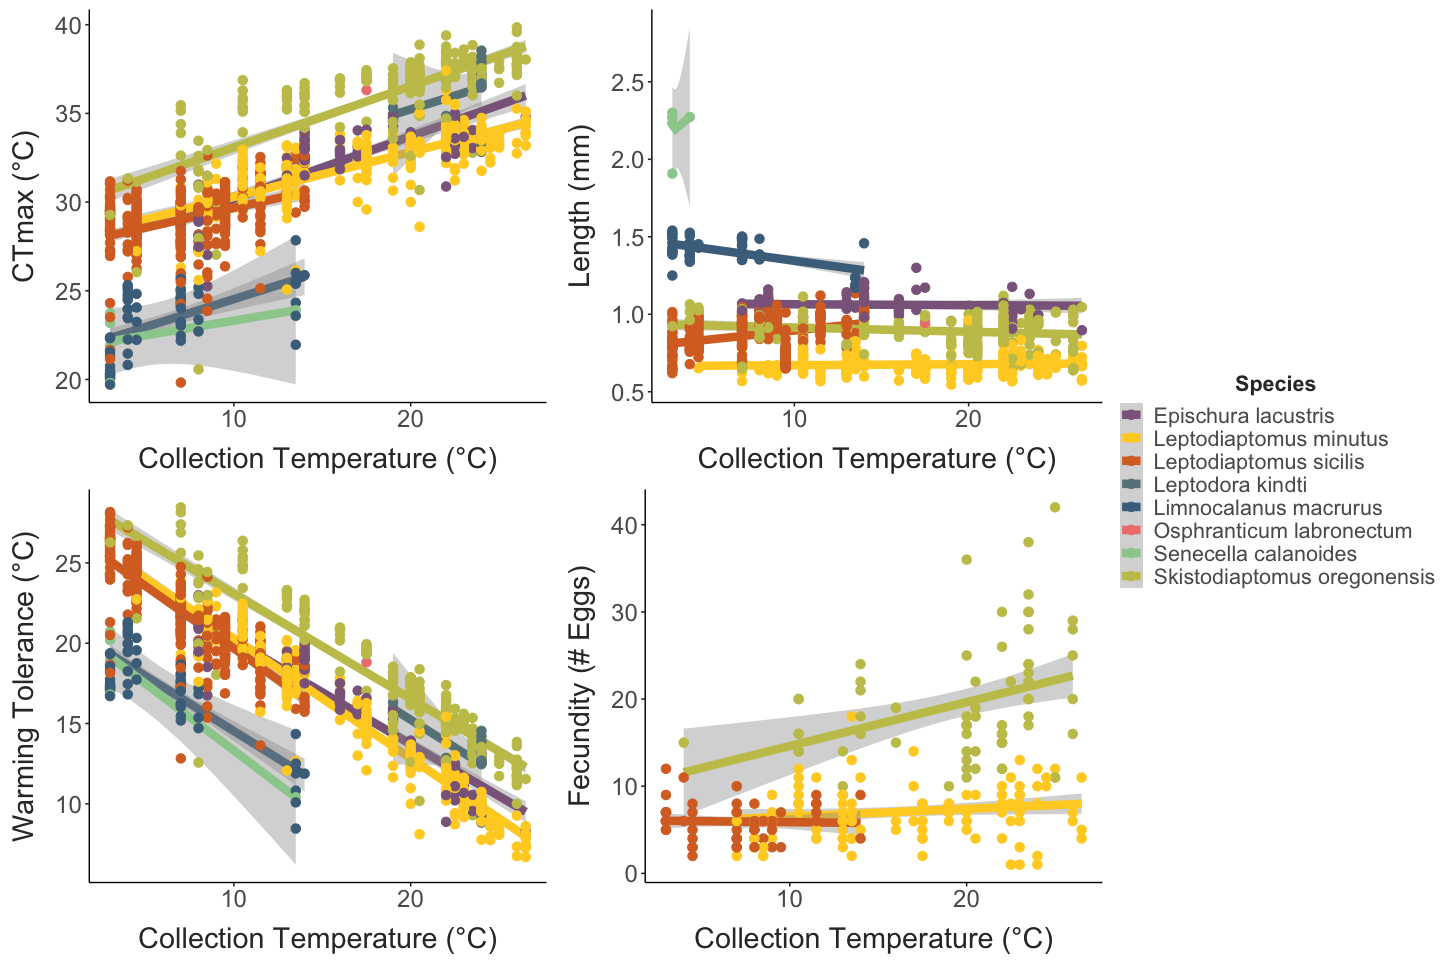 40
35
30
25
20
CTmax (°C)
10
20
Collection Temperature (°C)
2.5
2.0
1.5
1.0
0.5
Length (mm)
10
20
Collection Temperature (°C)
25
20
15
10
Warming Tolerance (°C)
10
20
Collection Temperature (°C)
40
30
20
10
0
Fecundity (# Eggs)
10
20
Collection Temperature (°C)
Species
Epischura lacustris
Leptodiaptomus minutus
Leptodiaptomus sicilis
Leptodora kindti
Limnocalanus macrurus
Osphranticum labronectum
Senecella calanoides
Skistodiaptomus oregonensis